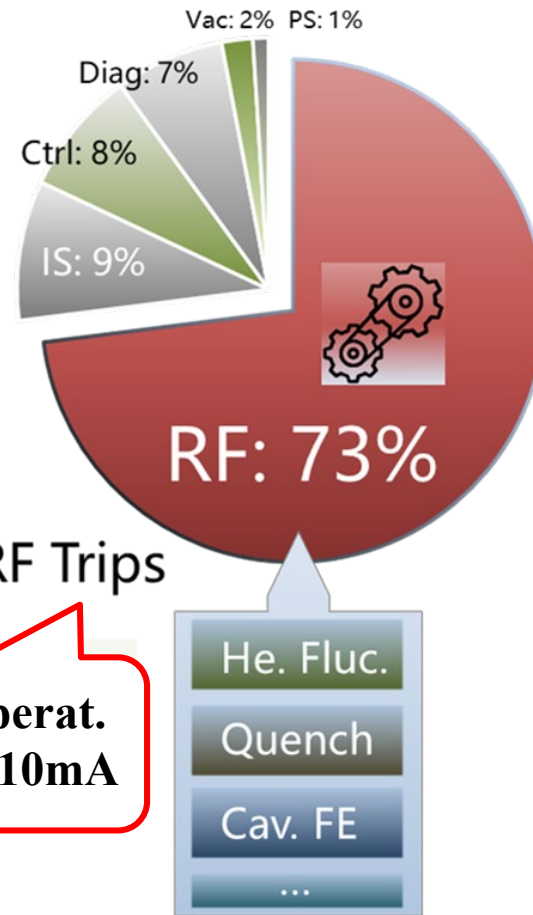 Vac: 2% PS: 1%
Diag: 7%
Ctrl: 8%
IS: 9%
RF: 73%
RF Trips
He. Fluc.
Quench
10mA
Cav. FE
...